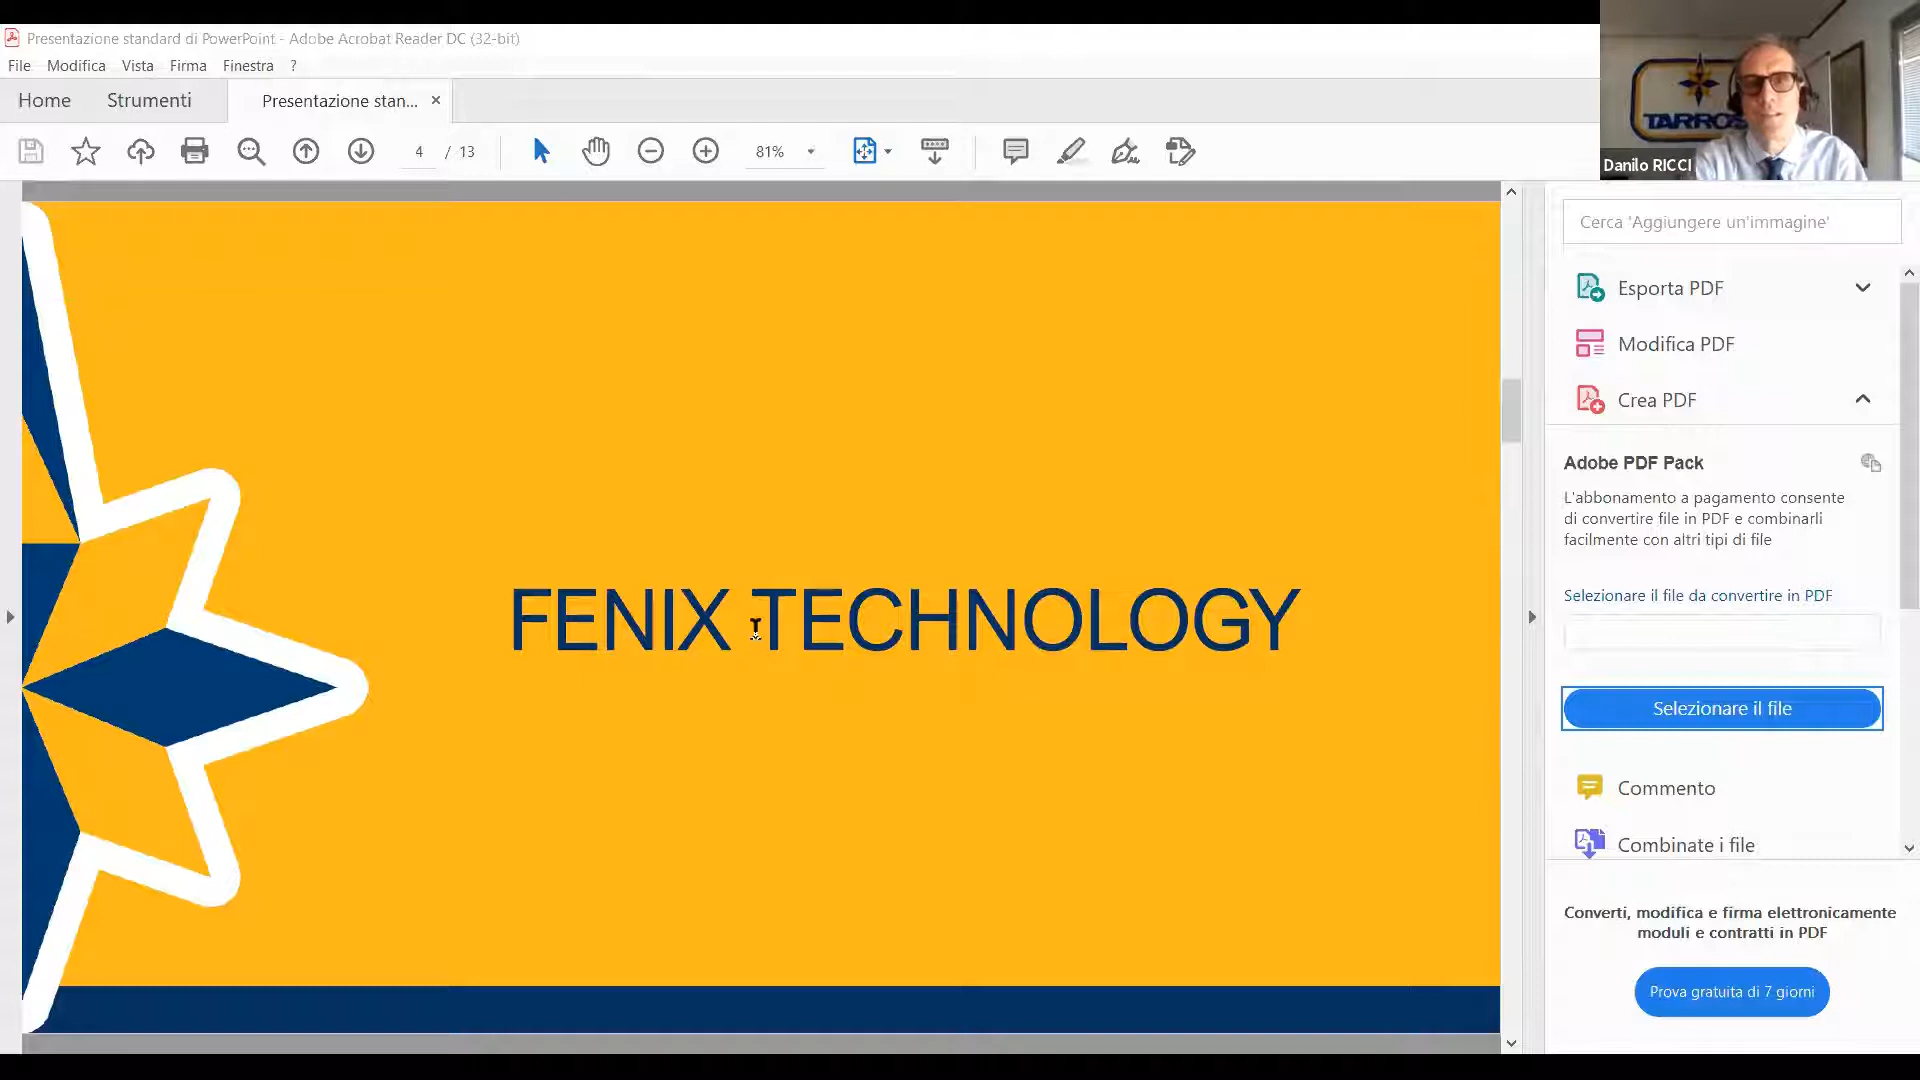 Presentazione standard di PowerPoint - Adobe Acrobat Reader DC (32-bit)
File Modifica Vista Firma Finestra ?
Home Strumenti Presentazione stan... ×
4 / 13 81%
TARROS
Danilo RICCI
FENIX TECHNOLOGY
Cerca 'Aggiungere un'immagine'
Esporta PDF
Modifica PDF
Crea PDF
Adobe PDF Pack
L'abbonamento a pagamento consente
di convertire file in PDF e combinarli
facilmente con altri tipi di file
Selezionare il file da convertire in PDF
Selezionare il file
Commento
Combinate i file
Converti, modifica e firma elettronicamente
moduli e contratti in PDF
Prova gratuita di 7 giorni